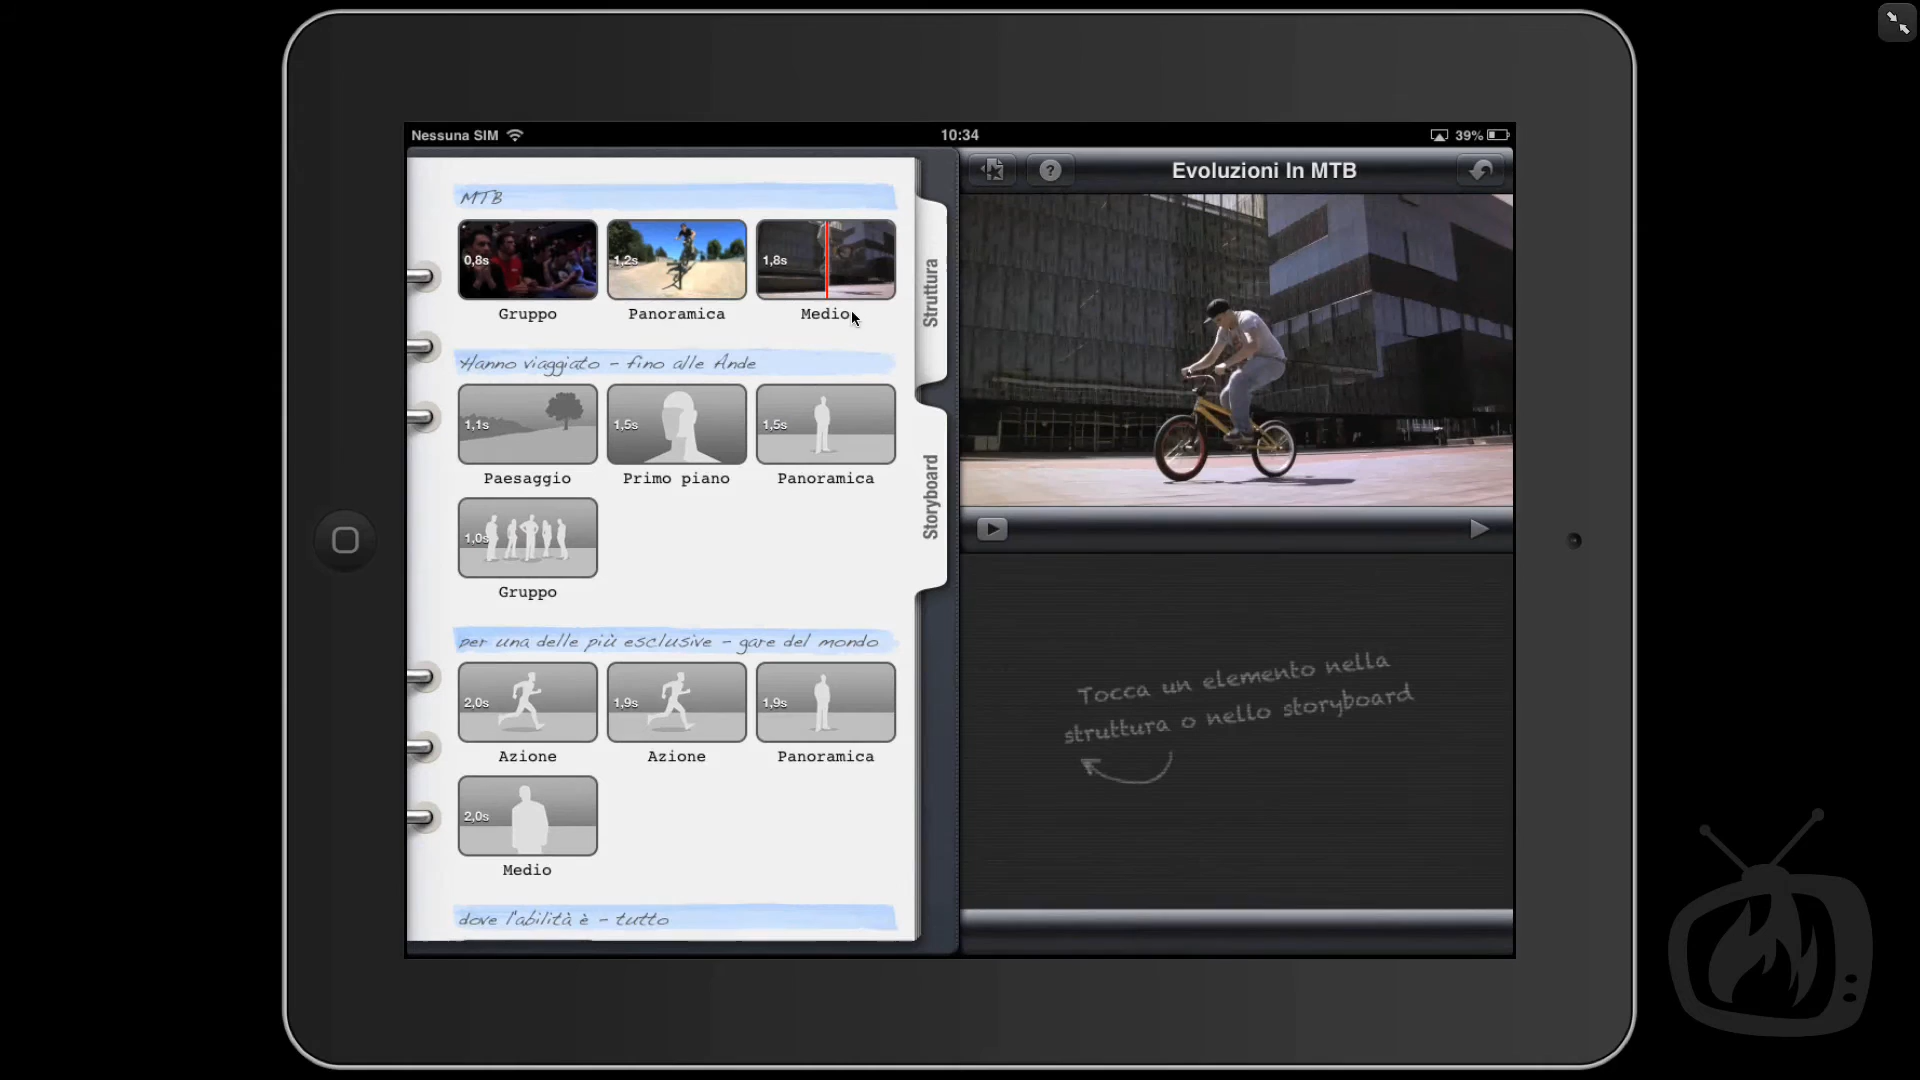 Nessuna SIM
10:34
39%
MTB
0,8s
1,2s
1,8s
Gruppo
Panoramica
Medio
Hanno viaggiato - fino alle Ande
1,1s
1,5s
1,5s
Paesaggio
Primo piano
Panoramica
1,0s
Gruppo
per una delle più esclusive - gare del mondo
2,0s
1,9s
1,9s
Azione
Azione
Panoramica
2,0s
Medio
dove l'abilità è - tutto
Struttura
Storyboard
?
Evoluzioni In MTB
Tocca un elemento nella
struttura o nello storyboard